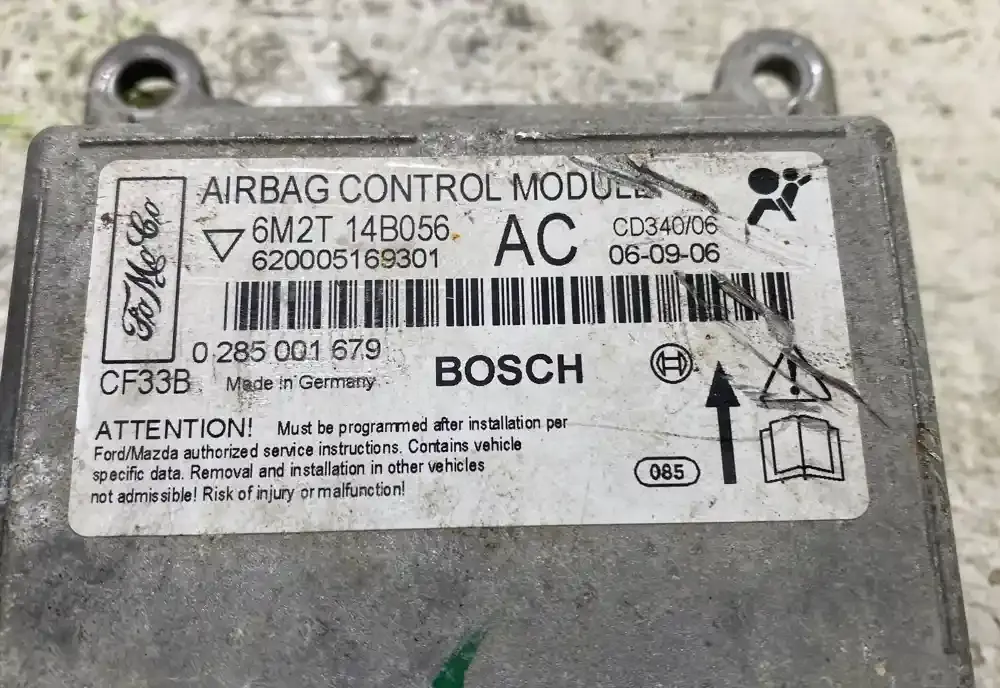 FoMoCo
AIRBAG CONTROL MODULE
6M2T 14B056 AC CD340/06
620005169301 06-09-06
0 285 001 679
CF33B Made in Germany BOSCH
ATTENTION! Must be programmed after installation per
Ford/Mazda authorized service instructions. Contains vehicle
specific data. Removal and installation in other vehicles
not admissible! Risk of injury or malfunction!
085